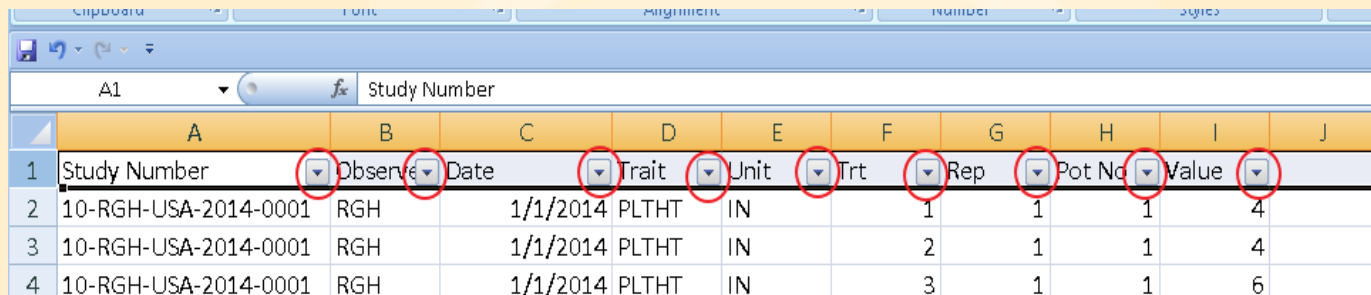 Clipboard Font Alignment Number Styles
A1 fx Study Number
A B C D E F G H I J
1 Study Number Observe Date Trait Unit Trt Rep Pot No Value
2 10-RGH-USA-2014-0001 RGH 1/1/2014 PLTHT IN 1 1 1 4
3 10-RGH-USA-2014-0001 RGH 1/1/2014 PLTHT IN 2 1 1 4
4 10-RGH-USA-2014-0001 RGH 1/1/2014 PLTHT IN 3 1 1 6